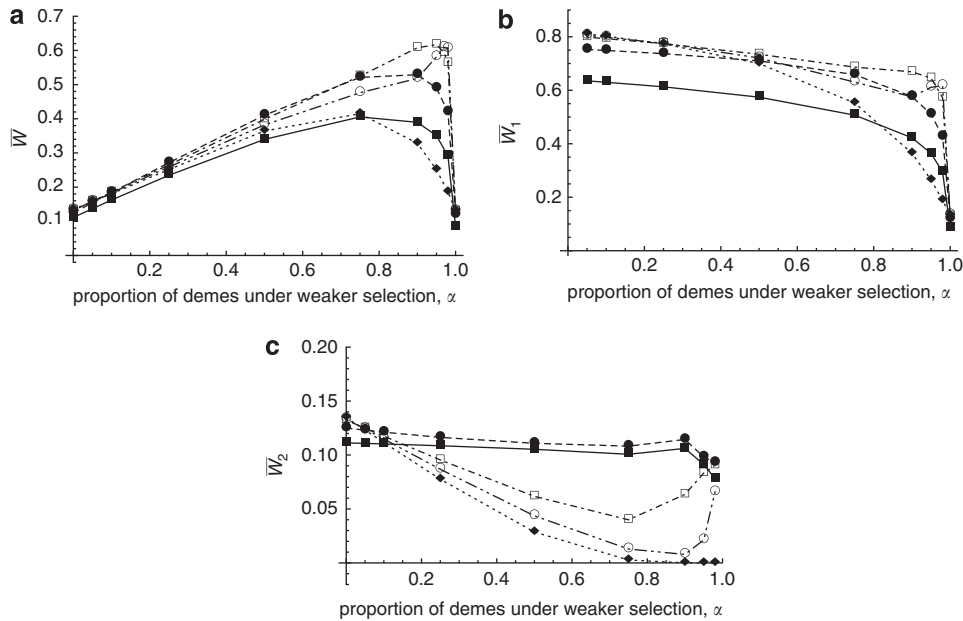 a
0.7
0.6
0.5
0.4
0.3
0.2
0.1
W̅
0.2 0.4 0.6 0.8 1.0
proportion of demes under weaker selection, α
b
0.8
0.6
0.4
0.2
W̅₁
0.2 0.4 0.6 0.8 1.0
proportion of demes under weaker selection, α
c
0.20
0.15
0.10
0.05
W̅₂
0.2 0.4 0.6 0.8 1.0
proportion of demes under weaker selection, α